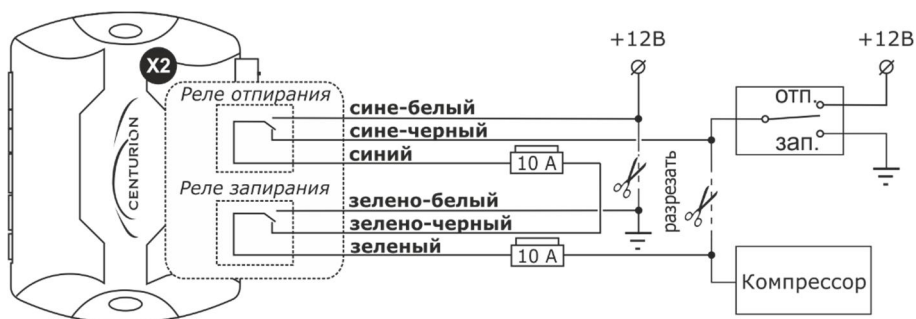 +12В
+12В
X2
Реле отпирания
сине-белый
отп.
сине-черный
зап.
CENTURION
синий
10 А
разрезать
Реле запирания
зелено-белый
зелено-черный
зеленый
10 А
Компрессор